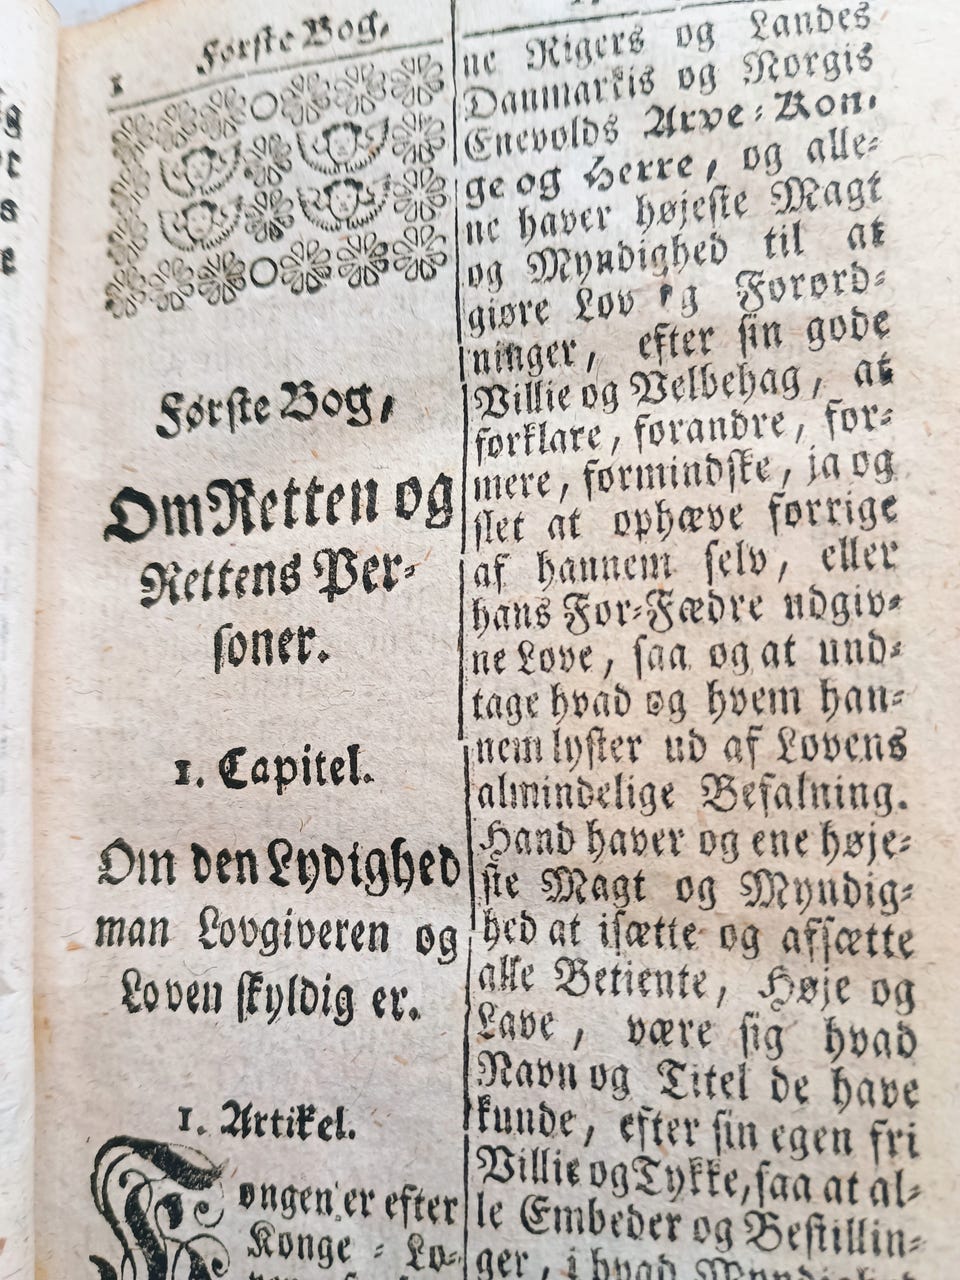 Første Bog.
1
Første Bog,
Om Retten og
Rettens Per-
soner.
1. Capitel.
Om den Lydighed
man Lovgiveren og
Loven skyldig er.
1. Artikel.
Kongen er efter
Konge-Lo-
ne Rigers og Landes
Danmarkis og Norgis
Enevolds Arve-Kon-
ge og Herre, og alle-
ne haver højeste Magt
og Myndighed til at
giøre Lov og Forord-
ninger, efter sin gode
Villie og Velbehag, at
forklare, forandre, for-
mere, formindske, ja og
slet at ophæve forrige
af hannem selv, eller
hans For-Fædre udgiv-
ne Love, saa og at und-
tage hvad og hvem han-
nem lyster ud af Lovens
almindelige Befalning.
Hand haver og ene høje-
ste Magt og Myndig-
hed at isætte og afsætte
alle Betiente, Høje og
Lave, være sig hvad
Navn og Titel de have
kunde, efter sin egen fri
Villie og Tykke, saa at al-
le Embeder og Bestillin-
ger, i hvad